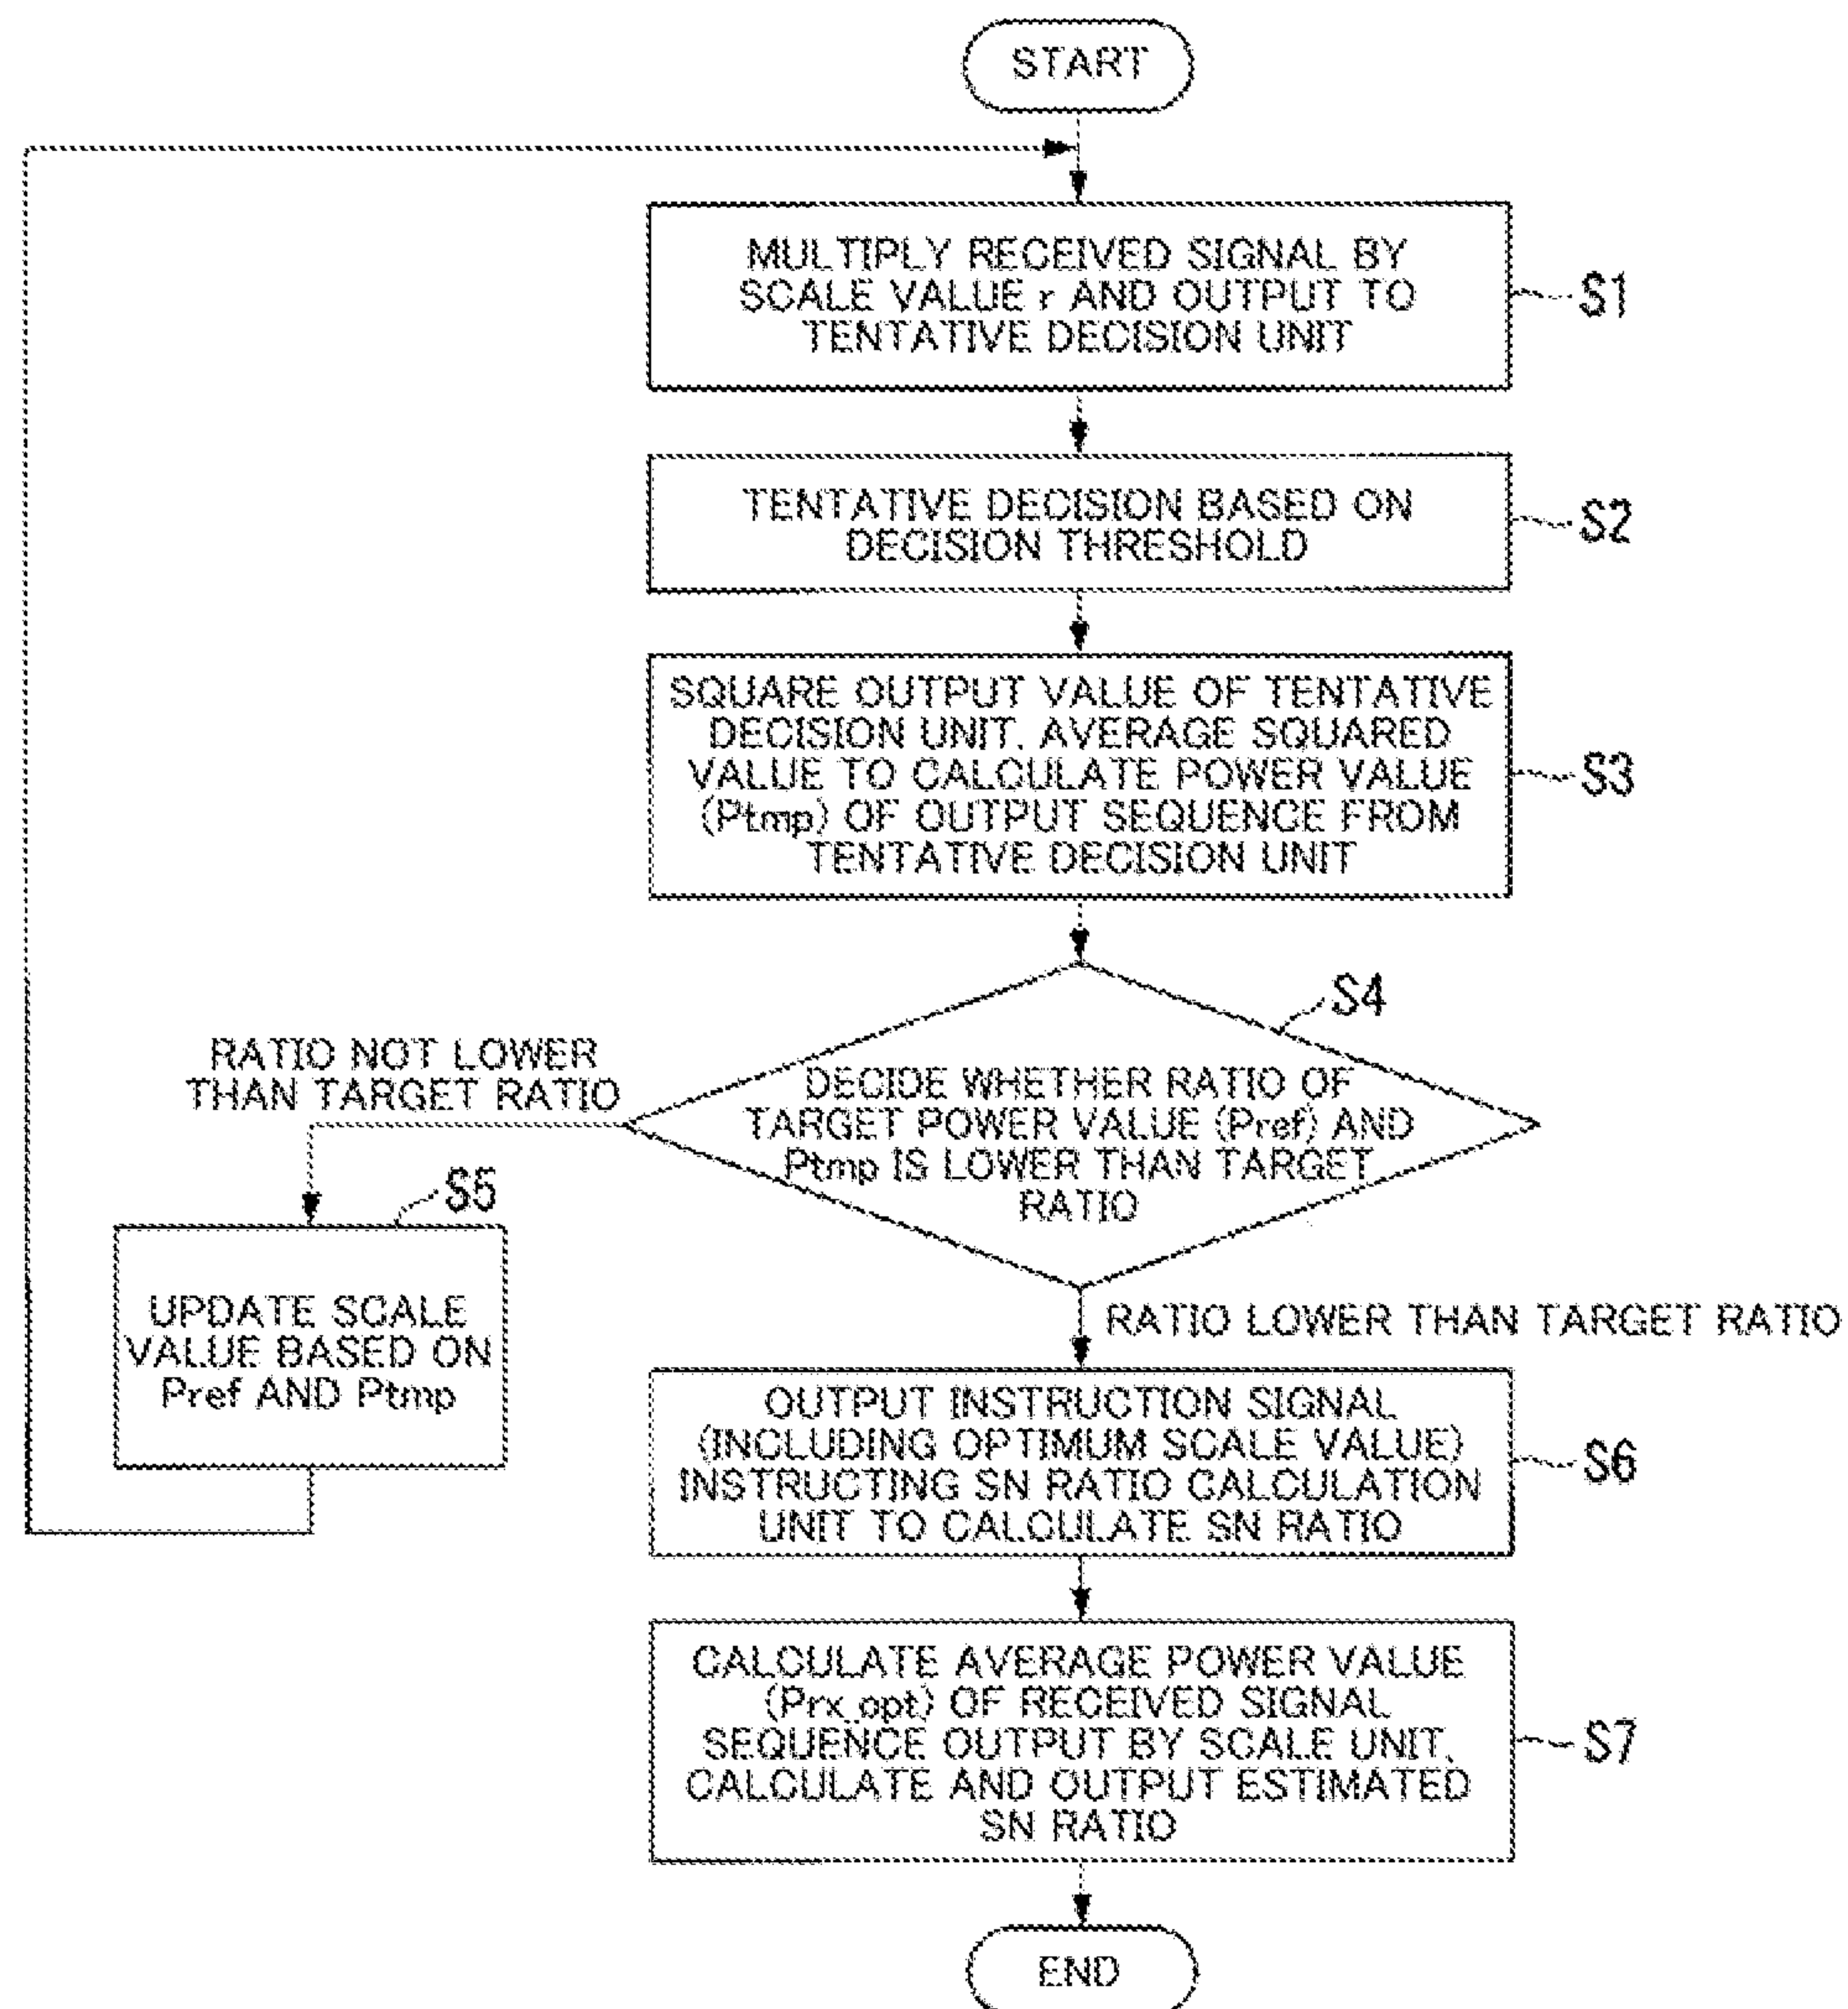 START
MULTIPLY RECEIVED SIGNAL BY
SCALE VALUE r AND OUTPUT TO
TENTATIVE DECISION UNIT
S1
TENTATIVE DECISION BASED ON
DECISION THRESHOLD
S2
SQUARE OUTPUT VALUE OF TENTATIVE
DECISION UNIT, AVERAGE SQUARED
VALUE TO CALCULATE POWER VALUE
(Ptmp) OF OUTPUT SEQUENCE FROM
TENTATIVE DECISION UNIT
S3
S4
DECIDE WHETHER RATIO OF
TARGET POWER VALUE (Pref) AND
Ptmp IS LOWER THAN TARGET
RATIO
RATIO NOT LOWER
THAN TARGET RATIO
S5
UPDATE SCALE
VALUE BASED ON
Pref AND Ptmp
RATIO LOWER THAN TARGET RATIO
OUTPUT INSTRUCTION SIGNAL
(INCLUDING OPTIMUM SCALE VALUE)
INSTRUCTING SN RATIO CALCULATION
UNIT TO CALCULATE SN RATIO
S6
CALCULATE AVERAGE POWER VALUE
(Prx_opt) OF RECEIVED SIGNAL
SEQUENCE OUTPUT BY SCALE UNIT,
CALCULATE AND OUTPUT ESTIMATED
SN RATIO
S7
END